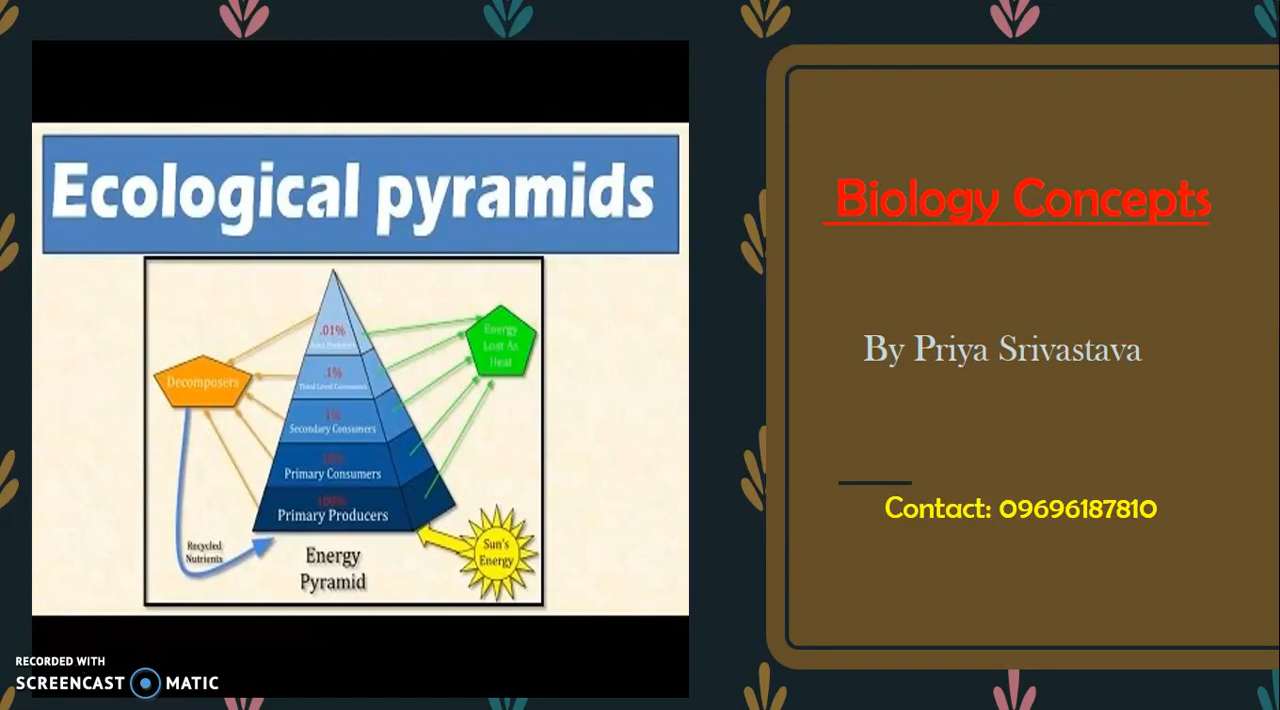 Ecological pyramids
.01%
.1%
Third Level Consumers
1%
Secondary Consumers
10%
Primary Consumers
100%
Primary Producers
Decomposers
Energy
Lost As
Heat
Recycled
Nutrients
Sun's
Energy
Energy
Pyramid
Biology Concepts
By Priya Srivastava
Contact: 09696187810
RECORDED WITH
SCREENCAST MATIC